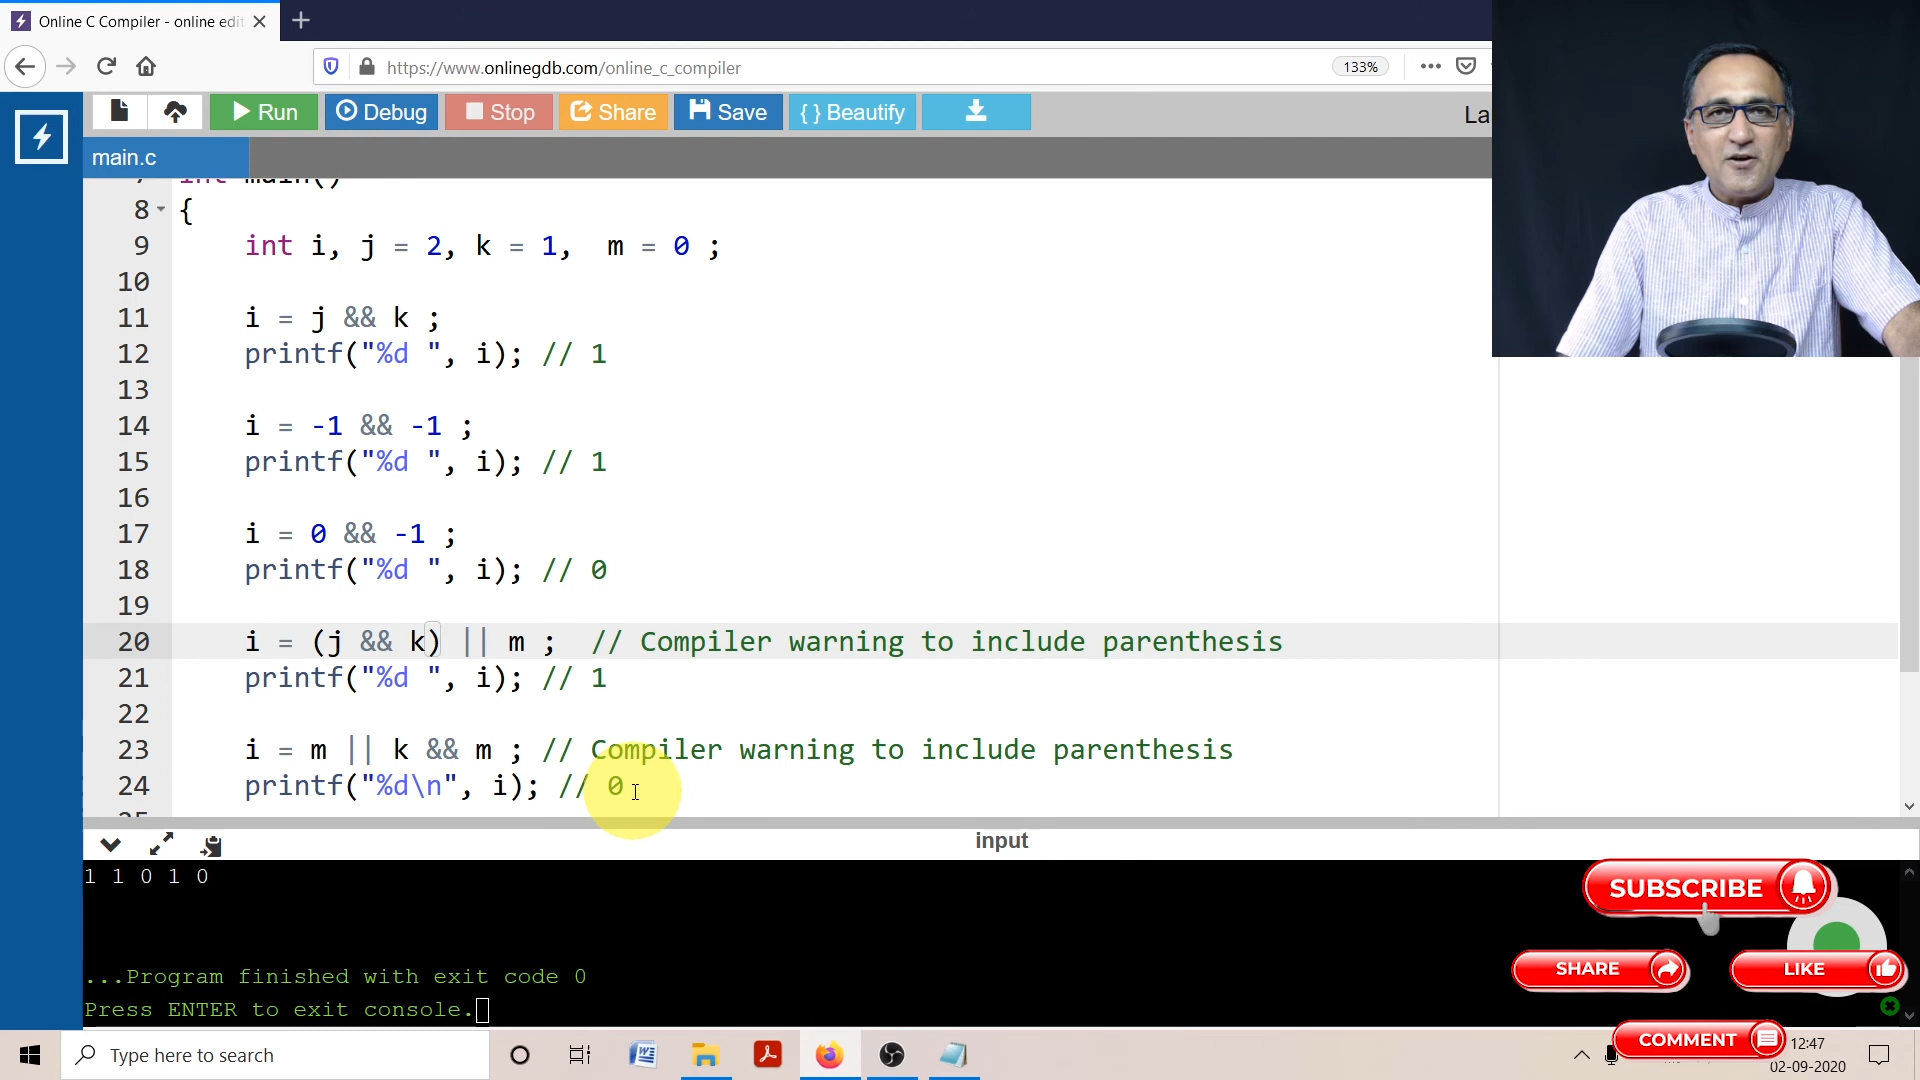 Online C Compiler - online edit
https://www.onlinegdb.com/online_c_compiler
133%
Run
Debug
Stop
Share
Save
{ } Beautify
La
main.c
7 int main()
8 {
9 int i, j = 2, k = 1, m = 0 ;
10
11 i = j && k ;
12 printf("%d ", i); // 1
13
14 i = -1 && -1 ;
15 printf("%d ", i); // 1
16
17 i = 0 && -1 ;
18 printf("%d ", i); // 0
19
20 i = (j && k) || m ; // Compiler warning to include parenthesis
21 printf("%d ", i); // 1
22
23 i = m || k && m ; // Compiler warning to include parenthesis
24 printf("%d\n", i); // 0
25
input
1 1 0 1 0
...Program finished with exit code 0
Press ENTER to exit console.
SUBSCRIBE
SHARE
LIKE
COMMENT
Type here to search
12:47
02-09-2020